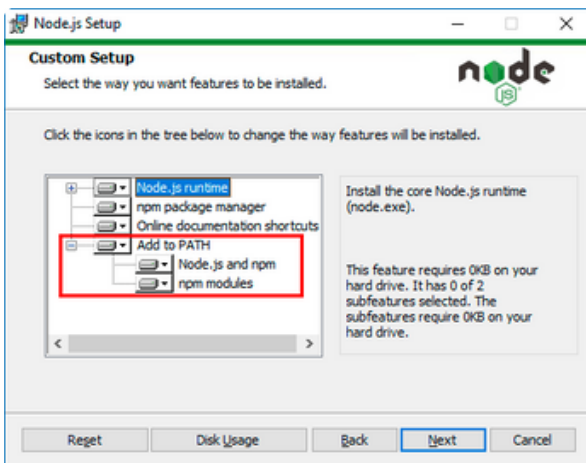 Node.js Setup
Custom Setup
Select the way you want features to be installed.
node
JS
Click the icons in the tree below to change the way features will be installed.
Node.js runtime
npm package manager
Online documentation shortcuts
Add to PATH
Node.js and npm
npm modules
Install the core Node.js runtime
(node.exe).
This feature requires 0KB on your
hard drive. It has 0 of 2
subfeatures selected. The
subfeatures require 0KB on your
hard drive.
Reset
Disk Usage
Back
Next
Cancel